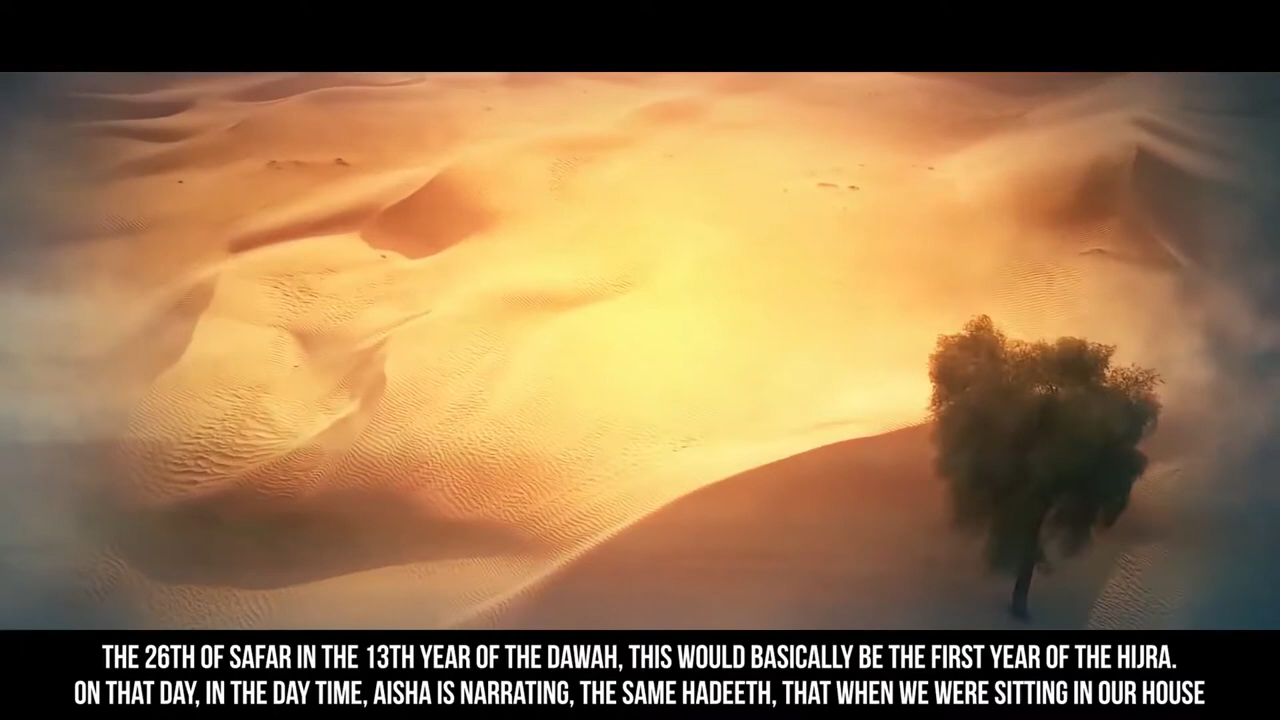 THE 26TH OF SAFAR IN THE 13TH YEAR OF THE DAWAH, THIS WOULD BASICALLY BE THE FIRST YEAR OF THE HIJRA.
ON THAT DAY, IN THE DAY TIME, AISHA IS NARRATING, THE SAME HADEETH, THAT WHEN WE WERE SITTING IN OUR HOUSE